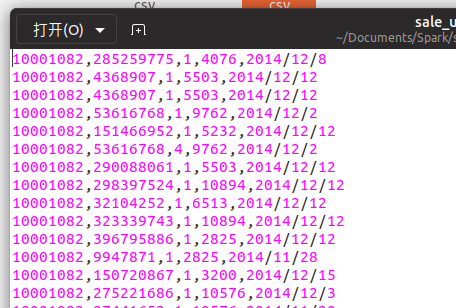 csv
csv
打开(O)
sale_u
~/Documents/Spark/s
10001082,285259775,1,4076,2014/12/8
10001082,4368907,1,5503,2014/12/12
10001082,4368907,1,5503,2014/12/12
10001082,53616768,1,9762,2014/12/2
10001082,151466952,1,5232,2014/12/12
10001082,53616768,4,9762,2014/12/2
10001082,290088061,1,5503,2014/12/12
10001082,298397524,1,10894,2014/12/12
10001082,32104252,1,6513,2014/12/12
10001082,323339743,1,10894,2014/12/12
10001082,396795886,1,2825,2014/12/12
10001082,9947871,1,2825,2014/11/28
10001082,150720867,1,3200,2014/12/15
10001082,275221686,1,10576,2014/12/3